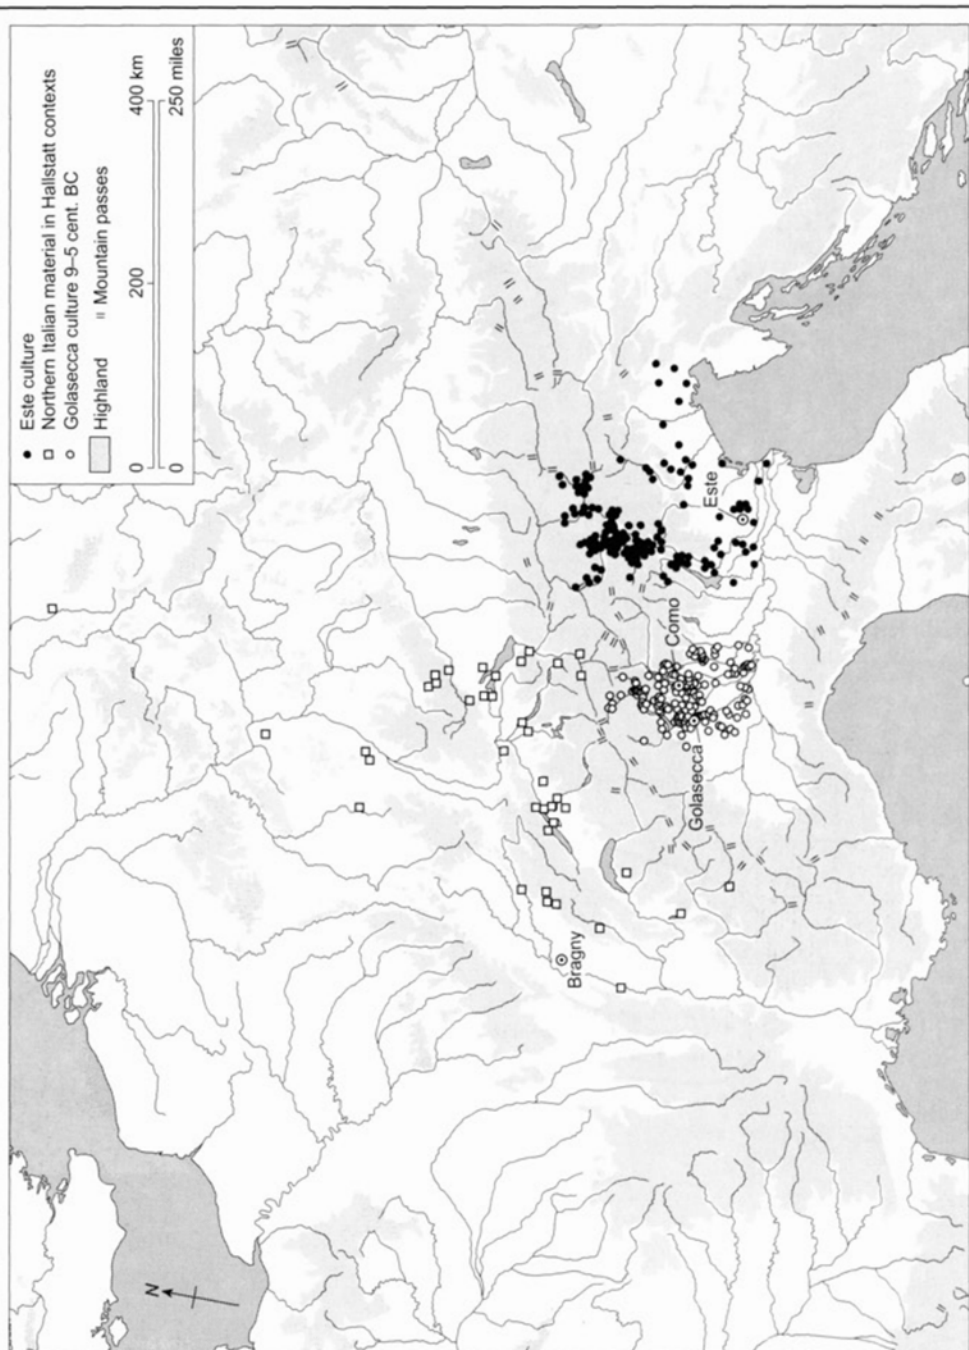 Este culture
Northern Italian material in Hallstatt contexts
Golasecca culture 9–5 cent. BC
Highland
Mountain passes
0 200 400 km
0 250 miles
N
Bragny
Golasecca
Como
Este